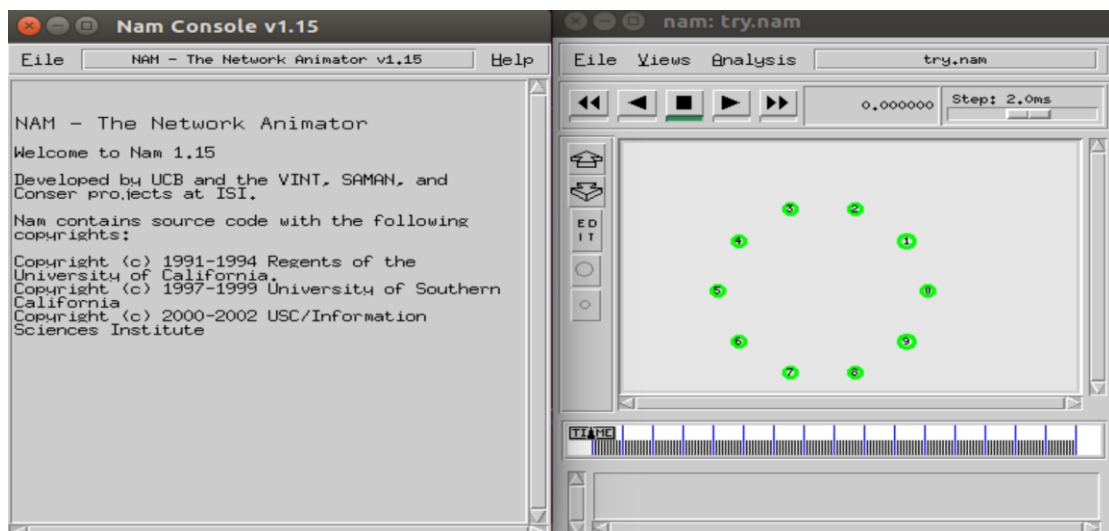 Nam Console v1.15
File NAM - The Network Animator v1.15 Help
NAM - The Network Animator
Welcome to Nam 1.15
Developed by UCB and the VINT, SAMAN, and
Conser projects at ISI.
Nam contains source code with the following
copyrights:
Copyright (c) 1991-1994 Regents of the
University of California.
Copyright (c) 1997-1999 University of Southern
California
Copyright (c) 2000-2002 USC/Information
Sciences Institute
nam: try.nam
File Views Analysis try.nam
0.000000 Step: 2.0ms
ED
IT
3 2
4 1
5 0
6 9
7 8
TIME